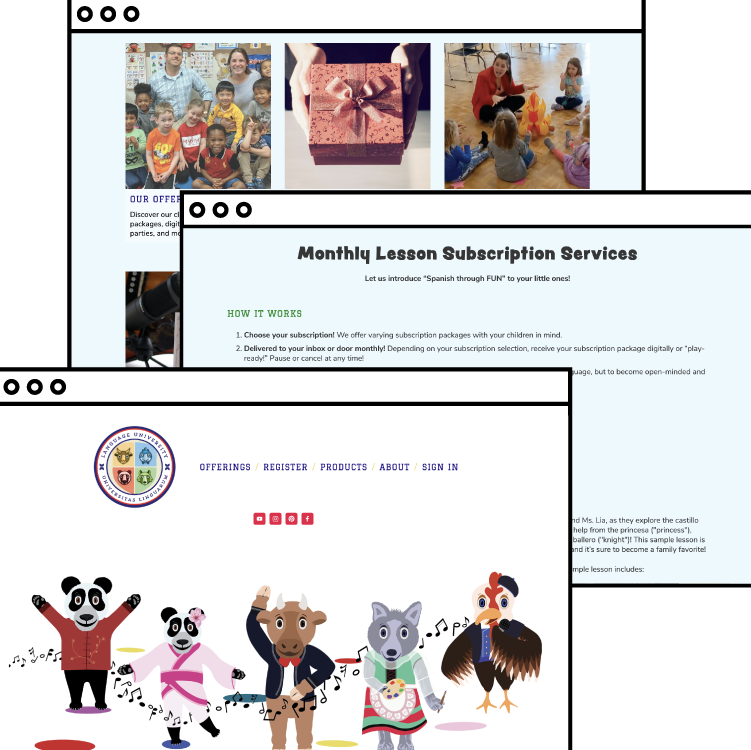 OUR OFFER
Discover our cl
packages, digit
parties, and mo
Monthly Lesson Subscription Services
Let us introduce "Spanish through FUN" to your little ones!
HOW IT WORKS
1. Choose your subscription! We offer varying subscription packages with your children in mind.
2. Delivered to your inbox or door monthly! Depending on your subscription selection, receive your subscription package digitally or "play-
ready!" Pause or cancel at any time!
guage, but to become open-minded and
nd Ms. Lia, as they explore the castillo
help from the princesa ("princess"),
ballero ("knight")! This sample lesson is
and it's sure to become a family favorite!
mple lesson includes:
LANGUAGE UNIVERSITY
UNIVERSITAS LINGUARUM
OFFERINGS / REGISTER / PRODUCTS / ABOUT / SIGN IN